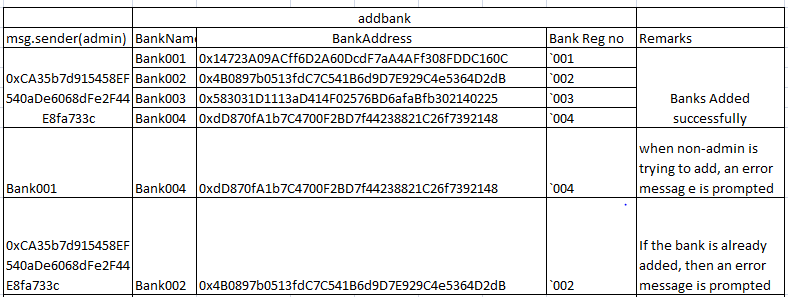 addbank
msg.sender(admin) BankName BankAddress Bank Reg no Remarks
Bank001 0x14723A09ACff6D2A60DcdF7aA4AFf308FDDC160C `001
0xCA35b7d915458EF
540aDe6068dFe2F44
E8fa733c
Bank002 0x4B0897b0513fdC7C541B6d9D7E929C4e5364D2dB `002
Bank003 0x583031D1113aD414F02576BD6afaBfb302140225 `003
Bank004 0xdD870fA1b7C4700F2BD7f44238821C26f7392148 `004
Banks Added
successfully
Bank001 Bank004 0xdD870fA1b7C4700F2BD7f44238821C26f7392148 `004
when non-admin is
trying to add, an error
messag e is prompted
0xCA35b7d915458EF
540aDe6068dFe2F44
E8fa733c
Bank002 0x4B0897b0513fdC7C541B6d9D7E929C4e5364D2dB `002
If the bank is already
added, then an error
message is prompted